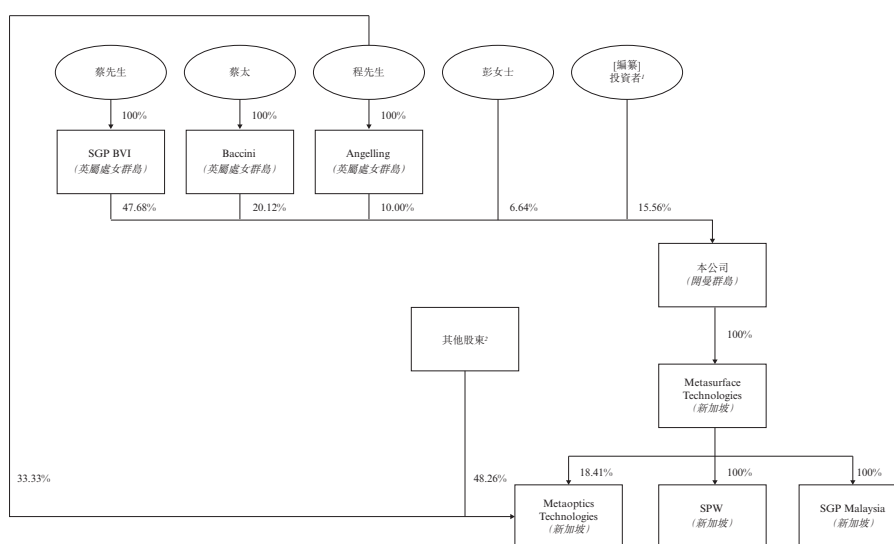 蔡先生
蔡太
程先生
彭女士
[編纂]
投資者1
100%
100%
100%
SGP BVI
(英屬處女群島)
Baccini
(英屬處女群島)
Angelling
(英屬處女群島)
47.68%
20.12%
10.00%
6.64%
15.56%
本公司
(開曼群島)
其他股東2
100%
Metasurface
Technologies
(新加坡)
33.33%
48.26%
18.41%
100%
100%
Metaoptics
Technologies
(新加坡)
SPW
(新加坡)
SGP Malaysia
(新加坡)